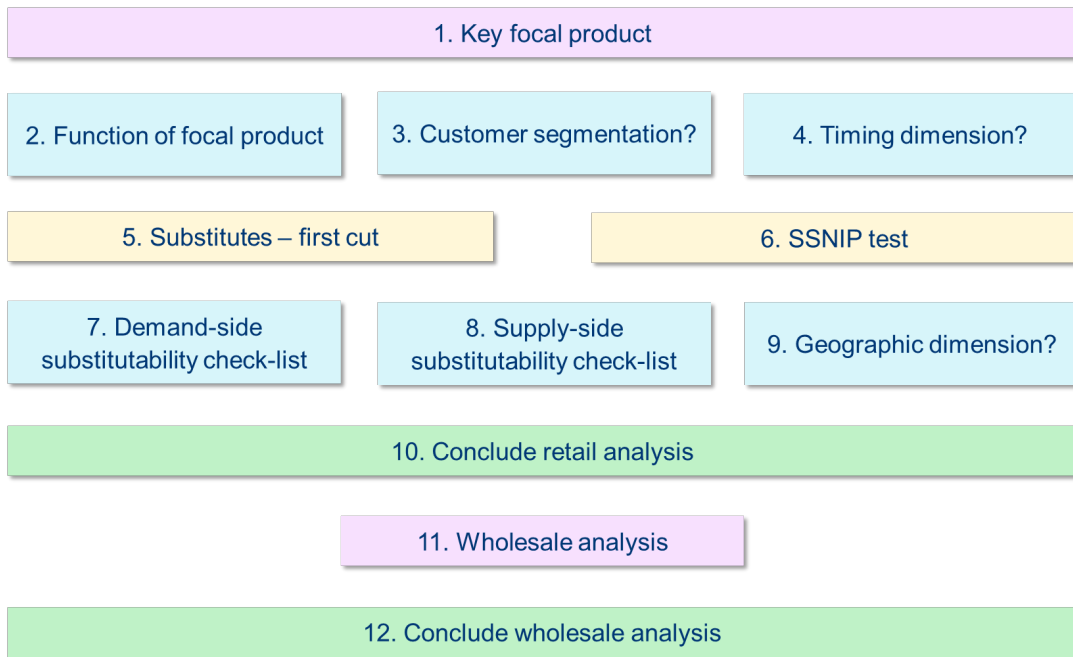 1. Key focal product
2. Function of focal product
3. Customer segmentation?
4. Timing dimension?
5. Substitutes – first cut
6. SSNIP test
7. Demand-side
substitutability check-list
8. Supply-side
substitutability check-list
9. Geographic dimension?
10. Conclude retail analysis
11. Wholesale analysis
12. Conclude wholesale analysis